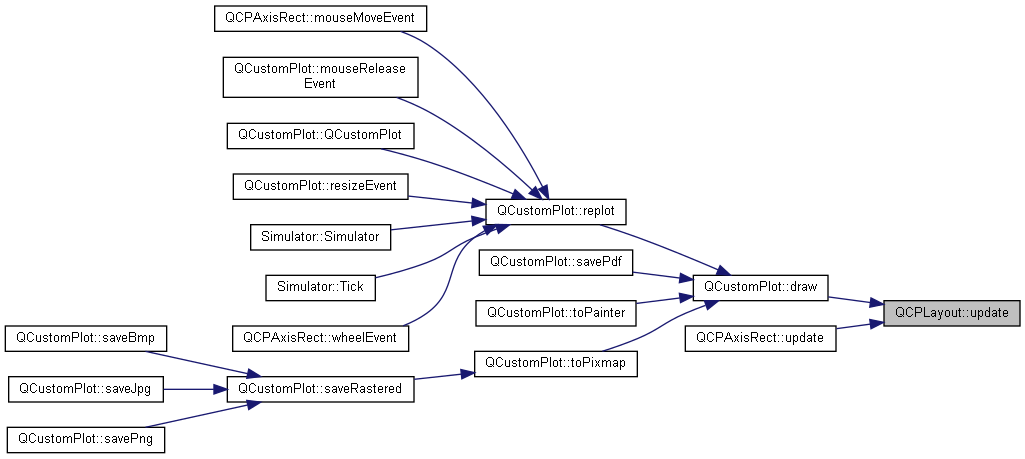 QCPAxisRect::mouseMoveEvent
QCustomPlot::mouseRelease
Event
QCustomPlot::QCustomPlot
QCustomPlot::resizeEvent
QCustomPlot::replot
Simulator::Simulator
QCustomPlot::savePdf
Simulator::Tick
QCustomPlot::draw
QCustomPlot::toPainter
QCPLayout::update
QCustomPlot::saveBmp
QCPAxisRect::wheelEvent
QCPAxisRect::update
QCustomPlot::toPixmap
QCustomPlot::saveJpg
QCustomPlot::saveRastered
QCustomPlot::savePng